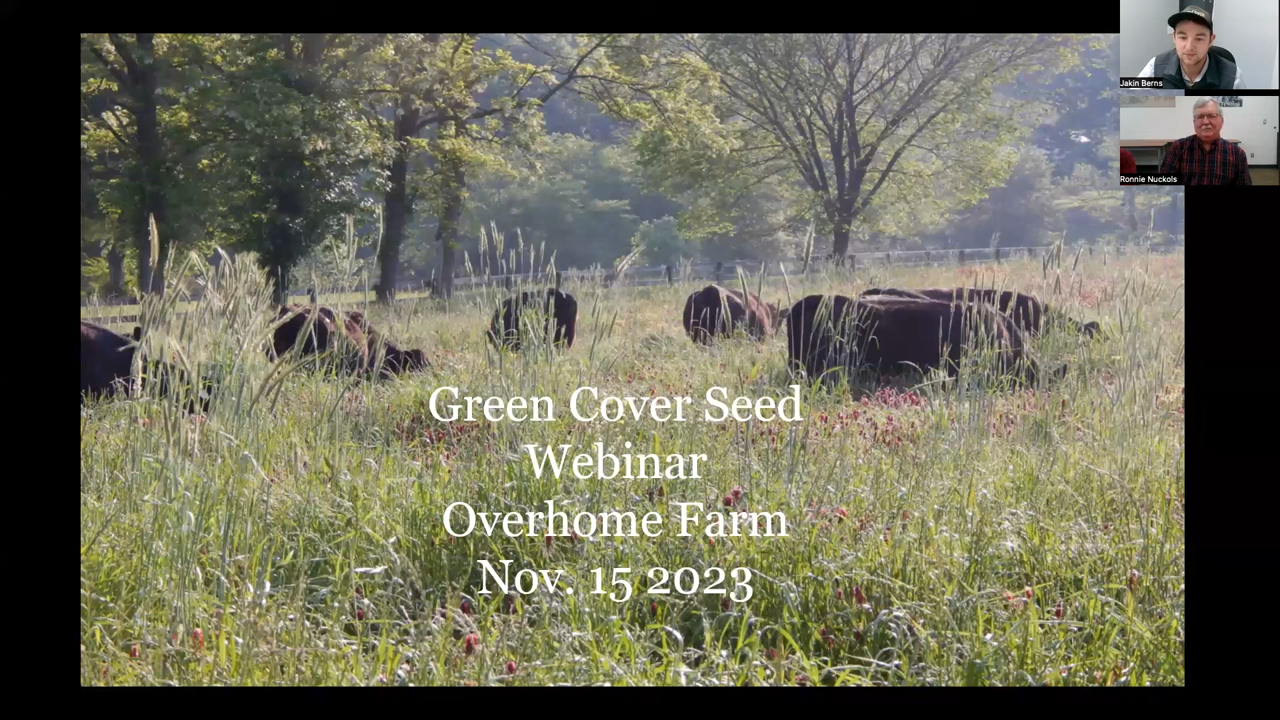 Jakin Berns
Ronnie Nuckols
Green Cover Seed
Webinar
Overhome Farm
Nov. 15 2023